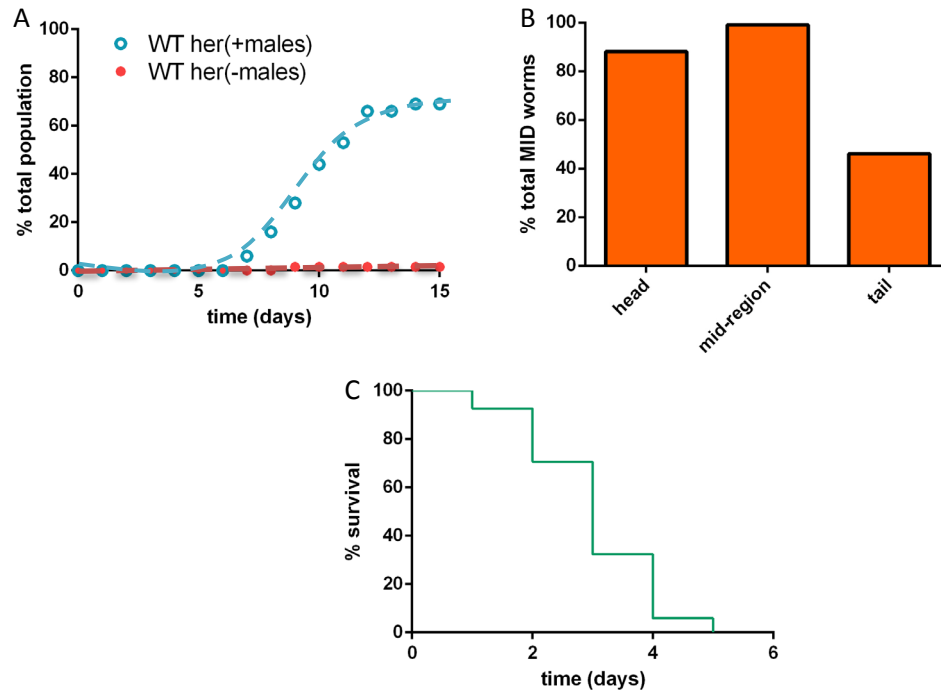 A
100
80
60
40
20
0
% total population
WT her(+males)
WT her(-males)
0 5 10 15
time (days)
B
100
80
60
40
20
0
% total MID worms
head
mid-region
tail
C
100
80
60
40
20
0
% survival
0 2 4 6
time (days)